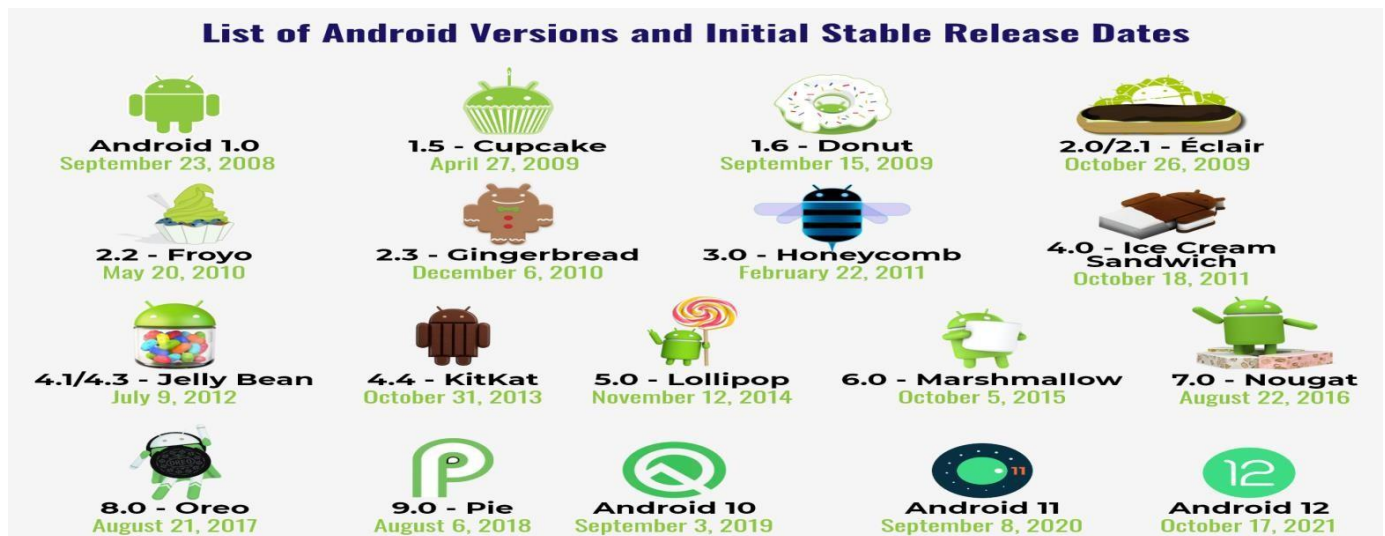 List of Android Versions and Initial Stable Release Dates
Android 1.0
September 23, 2008
1.5 - Cupcake
April 27, 2009
1.6 - Donut
September 15, 2009
2.0/2.1 - Éclair
October 26, 2009
2.2 - Froyo
May 20, 2010
2.3 - Gingerbread
December 6, 2010
3.0 - Honeycomb
February 22, 2011
4.0 - Ice Cream
Sandwich
October 18, 2011
4.1/4.3 - Jelly Bean
July 9, 2012
4.4 - KitKat
October 31, 2013
5.0 - Lollipop
November 12, 2014
6.0 - Marshmallow
October 5, 2015
7.0 - Nougat
August 22, 2016
OREO
8.0 - Oreo
August 21, 2017
9.0 - Pie
August 6, 2018
Android 10
September 3, 2019
11
Android 11
September 8, 2020
12
Android 12
October 17, 2021